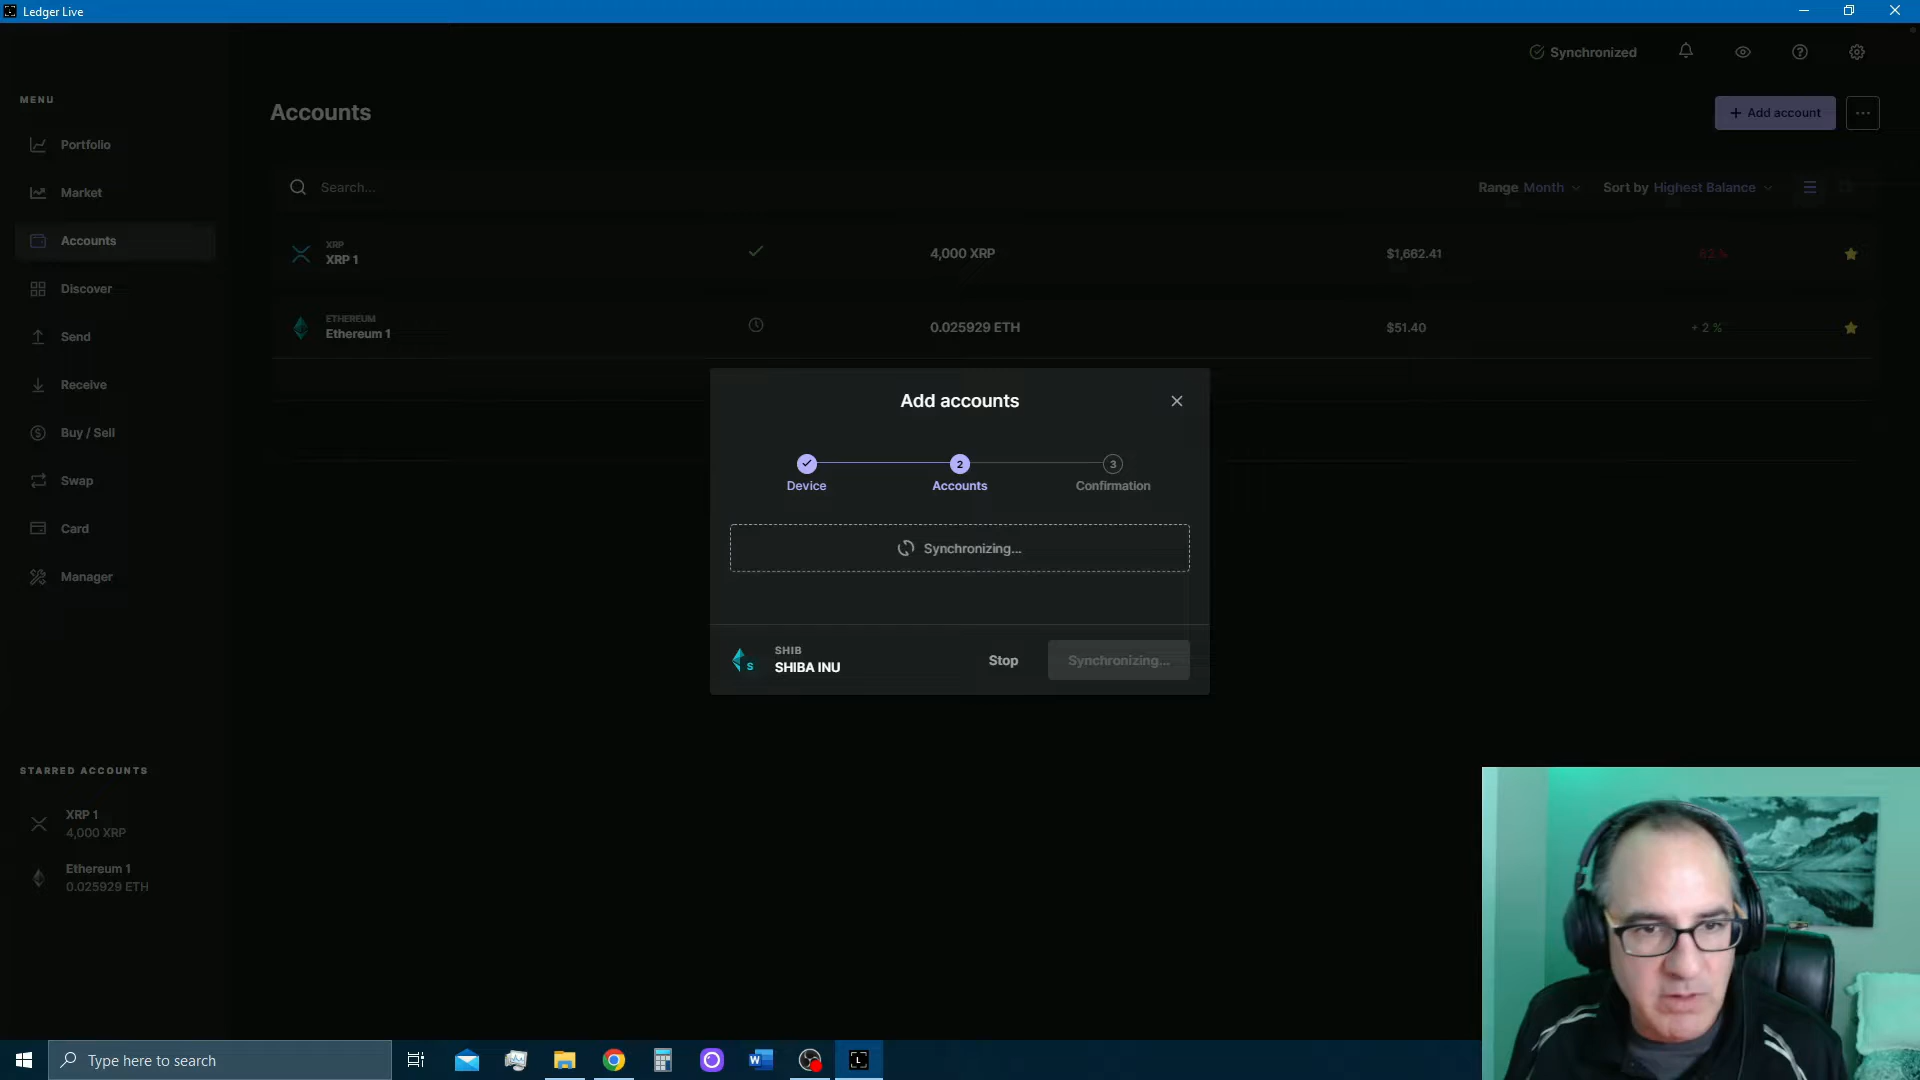 Ledger Live
Synchronized
MENU
Accounts
+ Add account
Portfolio
Market
Search...
Range Month
Sort by Highest Balance
Accounts
XRP
XRP 1
4,000 XRP
$1,662.41
Discover
ETHEREUM
Ethereum 1
0.025929 ETH
$51.40
+ 2 %
Send
Receive
Buy / Sell
Swap
Card
Manager
Add accounts
2
3
Device
Accounts
Confirmation
Synchronizing...
SHIB
SHIBA INU
Stop
Synchronizing...
STARRED ACCOUNTS
XRP 1
4,000 XRP
Ethereum 1
0.025929 ETH
Type here to search